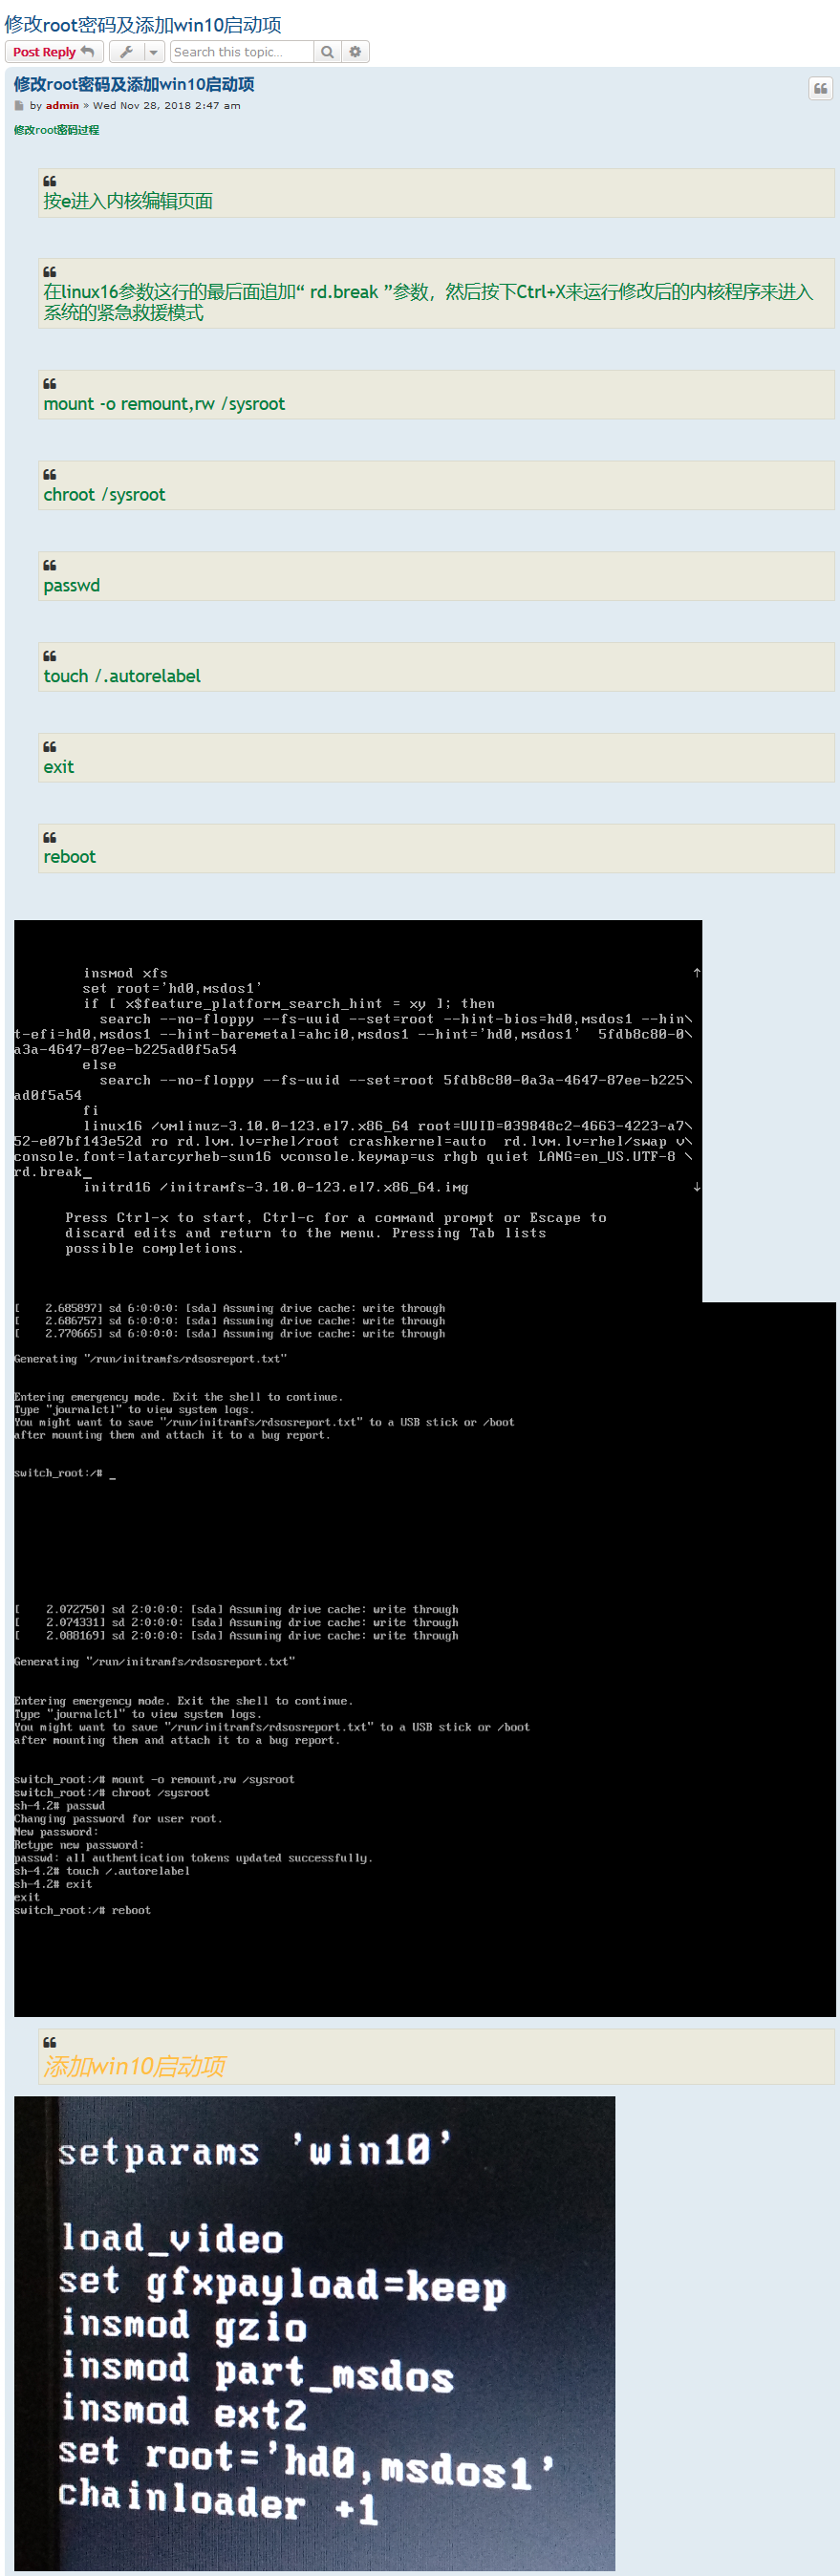 修改root密码及添加win10启动项
Post Reply
Search this topic…
修改root密码及添加win10启动项
by admin » Wed Nov 28, 2018 2:47 am
修改root密码过程
按e进入内核编辑页面
在linux16参数这行的最后面追加“ rd.break ”参数，然后按下Ctrl+X来运行修改后的内核程序来进入
系统的紧急救援模式
mount -o remount,rw /sysroot
chroot /sysroot
passwd
touch /.autorelabel
exit
reboot
insmod xfs
set root='hd0,msdos1'
if [ x$feature_platform_search_hint = xy ]; then
search --no-floppy --fs-uuid --set=root --hint-bios=hd0,msdos1 --hin\
t-efi=hd0,msdos1 --hint-baremetal=ahci0,msdos1 --hint='hd0,msdos1'  5fdb8c80-0\
a3a-4647-87ee-b225ad0f5a54
else
search --no-floppy --fs-uuid --set=root 5fdb8c80-0a3a-4647-87ee-b225\
ad0f5a54
fi
linux16 /vmlinuz-3.10.0-123.el7.x86_64 root=UUID=039848c2-4663-4223-a7\
52-e07bf143e52d ro rd.lvm.lv=rhel/root crashkernel=auto  rd.lvm.lv=rhel/swap v\
console.font=latarcyrheb-sun16 vconsole.keymap=us rhgb quiet LANG=en_US.UTF-8 \
rd.break_
initrd16 /initramfs-3.10.0-123.el7.x86_64.img
Press Ctrl-x to start, Ctrl-c for a command prompt or Escape to
discard edits and return to the menu. Pressing Tab lists
possible completions.
[    2.685897] sd 6:0:0:0: [sda] Assuming drive cache: write through
[    2.686757] sd 6:0:0:0: [sda] Assuming drive cache: write through
[    2.770665] sd 6:0:0:0: [sda] Assuming drive cache: write through
Generating "/run/initramfs/rdsosreport.txt"
Entering emergency mode. Exit the shell to continue.
Type "journalctl" to view system logs.
You might want to save "/run/initramfs/rdsosreport.txt" to a USB stick or /boot
after mounting them and attach it to a bug report.
switch_root:/# _
[    2.072750] sd 2:0:0:0: [sda] Assuming drive cache: write through
[    2.074331] sd 2:0:0:0: [sda] Assuming drive cache: write through
[    2.088169] sd 2:0:0:0: [sda] Assuming drive cache: write through
Generating "/run/initramfs/rdsosreport.txt"
Entering emergency mode. Exit the shell to continue.
Type "journalctl" to view system logs.
You might want to save "/run/initramfs/rdsosreport.txt" to a USB stick or /boot
after mounting them and attach it to a bug report.
switch_root:/# mount -o remount,rw /sysroot
switch_root:/# chroot /sysroot
sh-4.2# passwd
Changing password for user root.
New password:
Retype new password:
passwd: all authentication tokens updated successfully.
sh-4.2# touch /.autorelabel
sh-4.2# exit
exit
switch_root:/# reboot
添加win10启动项
setparams 'win10'
load_video
set gfxpayload=keep
insmod gzio
insmod part_msdos
insmod ext2
set root='hd0,msdos1'
chainloader +1